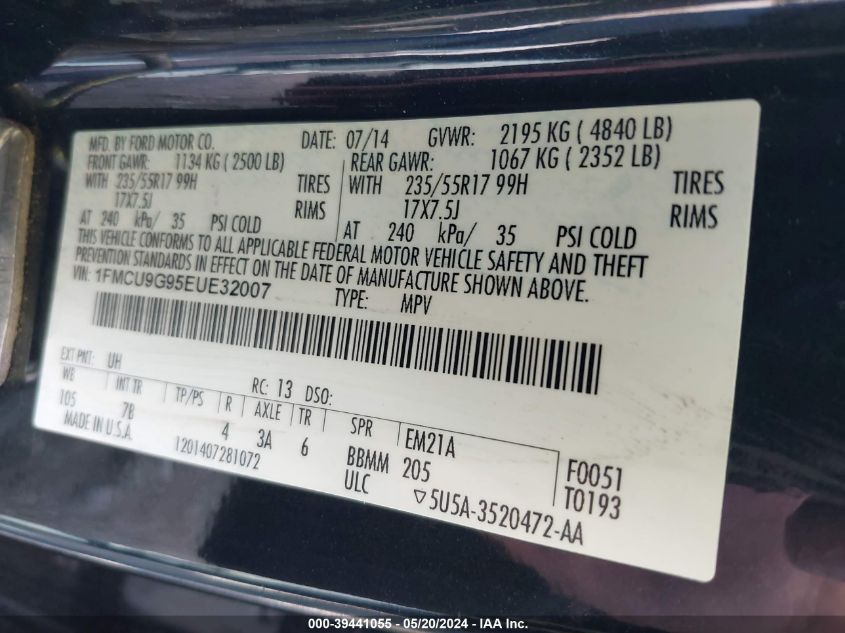 MFD. BY FORD MOTOR CO. DATE: 07/14 GVWR: 2195 KG ( 4840 LB)
FRONT GAWR: 1134 KG ( 2500 LB) REAR GAWR: 1067 KG ( 2352 LB)
WITH 235/55R17 99H TIRES WITH 235/55R17 99H TIRES
17X7.5J RIMS 17X7.5J RIMS
AT 240 kPa/ 35 PSI COLD AT 240 kPa/ 35 PSI COLD
THIS VEHICLE CONFORMS TO ALL APPLICABLE FEDERAL MOTOR VEHICLE SAFETY AND THEFT
PREVENTION STANDARDS IN EFFECT ON THE DATE OF MANUFACTURE SHOWN ABOVE.
VIN: 1FMCU9G95EUE32007 TYPE: MPV
EXT PNT: UH RC: 13 DSO:
WB INT TR TP/PS R AXLE TR SPR EM21A
105 7B 4 3A 6 BBMM 205 F0051
MADE IN U.S.A. 1201407281072 ULC ▽5U5A-3520472-AA T0193
000-39441055 - 05/20/2024 - IAAI.com